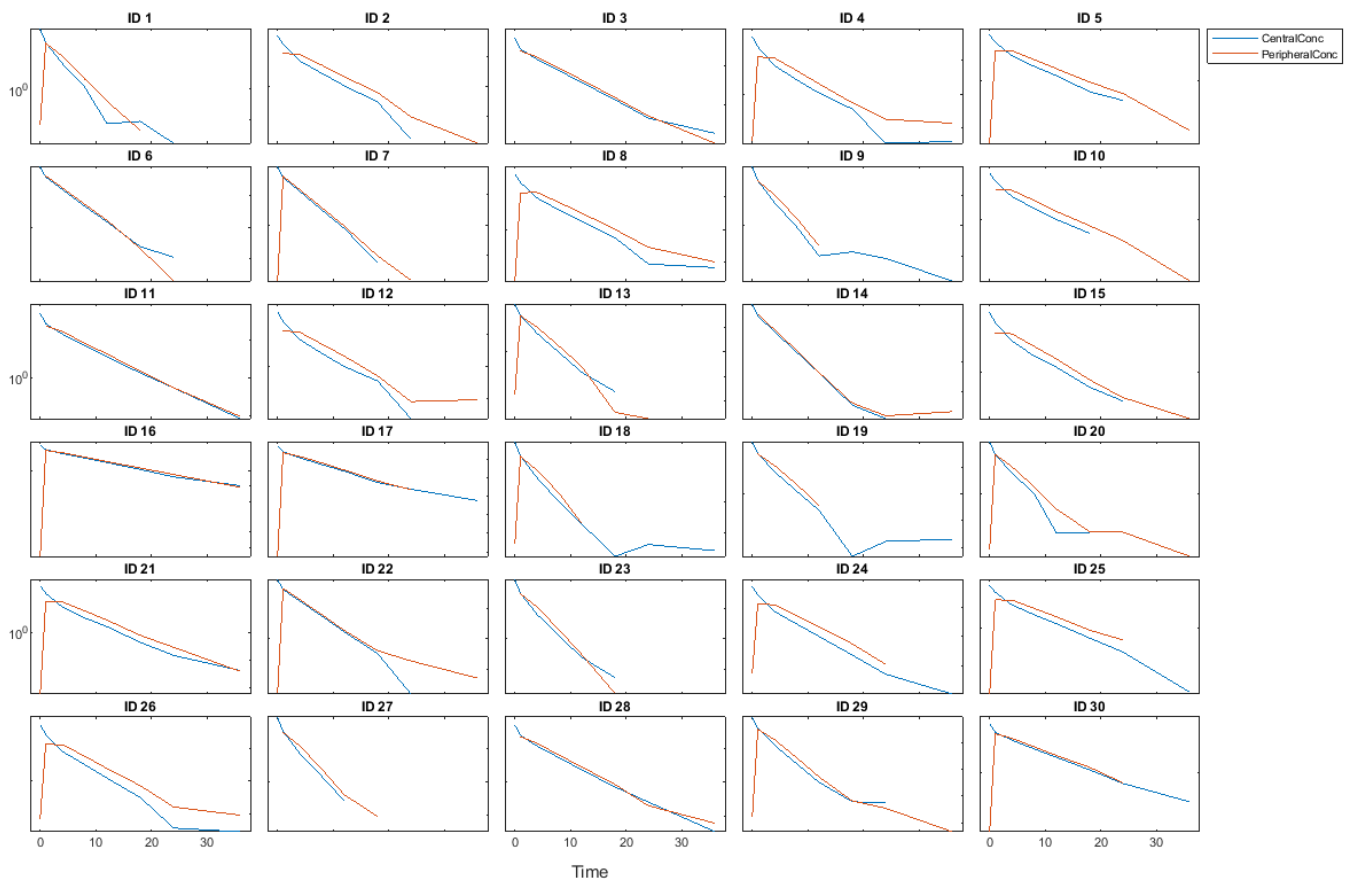 ID 1 ID 2 ID 3 ID 4 ID 5
CentralConc
PeripheralConc
10^0
ID 6 ID 7 ID 8 ID 9 ID 10
ID 11 ID 12 ID 13 ID 14 ID 15
10^0
ID 16 ID 17 ID 18 ID 19 ID 20
ID 21 ID 22 ID 23 ID 24 ID 25
10^0
ID 26 ID 27 ID 28 ID 29 ID 30
0 10 20 30 0 10 20 30 0 10 20 30
Time